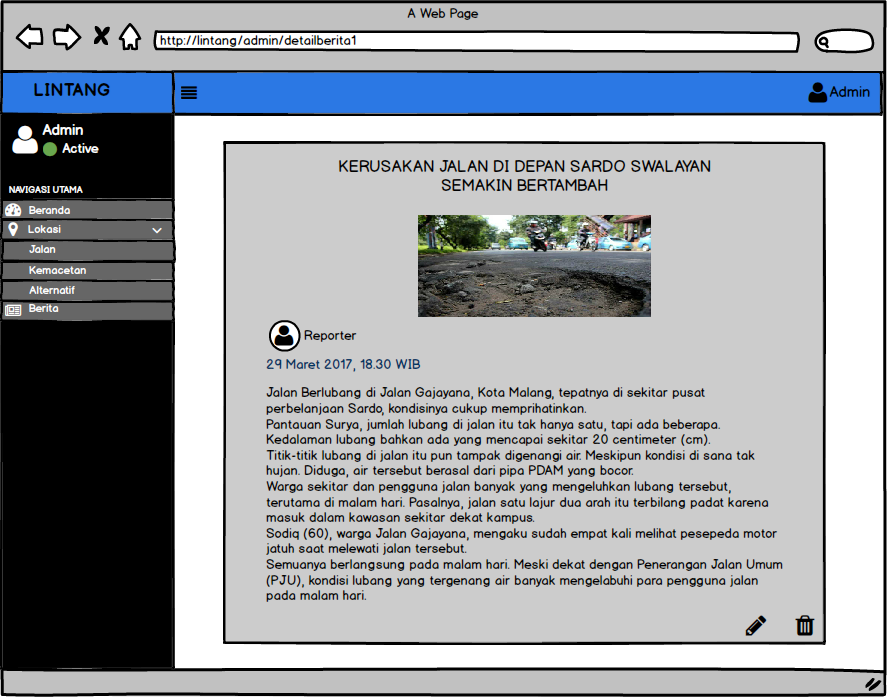 A Web Page
http://lintang/admin/detailberita1
LINTANG
Admin
Admin
Active
NAVIGASI UTAMA
Beranda
Lokasi
Jalan
Kemacetan
Alternatif
Berita
KERUSAKAN JALAN DI DEPAN SARDO SWALAYAN
SEMAKIN BERTAMBAH
Reporter
29 Maret 2017, 18.30 WIB
Jalan Berlubang di Jalan Gajayana, Kota Malang, tepatnya di sekitar pusat
perbelanjaan Sardo, kondisinya cukup memprihatinkan.
Pantauan Surya, jumlah lubang di jalan itu tak hanya satu, tapi ada beberapa.
Kedalaman lubang bahkan ada yang mencapai sekitar 20 centimeter (cm).
Titik-titik lubang di jalan itu pun tampak digenangi air. Meskipun kondisi di sana tak
hujan. Diduga, air tersebut berasal dari pipa PDAM yang bocor.
Warga sekitar dan pengguna jalan banyak yang mengeluhkan lubang tersebut,
terutama di malam hari. Pasalnya, jalan satu lajur dua arah itu terbilang padat karena
masuk dalam kawasan sekitar dekat kampus.
Sodiq (60), warga Jalan Gajayana, mengaku sudah empat kali melihat pesepeda motor
jatuh saat melewati jalan tersebut.
Semuanya berlangsung pada malam hari. Meski dekat dengan Penerangan Jalan Umum
(PJU), kondisi lubang yang tergenang air banyak mengelabuhi para pengguna jalan
pada malam hari.